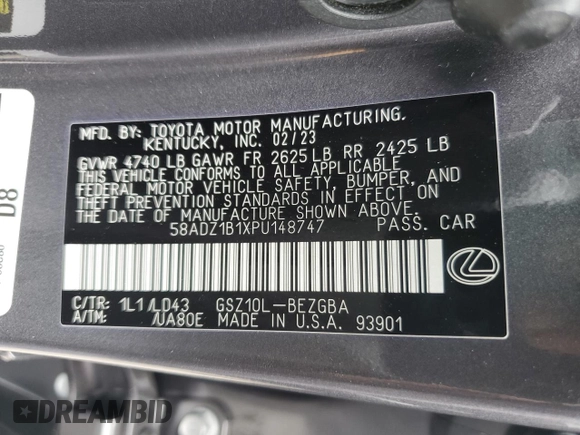 MFD. BY: TOYOTA MOTOR MANUFACTURING.
KENTUCKY, INC. 02/23
GVWR 4740 LB GAWR FR 2625 LB RR 2425 LB
THIS VEHICLE CONFORMS TO ALL APPLICABLE
FEDERAL MOTOR VEHICLE SAFETY, BUMPER, AND
THEFT PREVENTION STANDARDS IN EFFECT ON
THE DATE OF MANUFACTURE SHOWN ABOVE.
58ADZ1B1XPU148747 PASS. CAR
C/TR: 1L1/LD43 GSZ10L-BEZGBA
A/TM: /UA80E MADE IN U.S.A. 93901
D8
DREAMBID